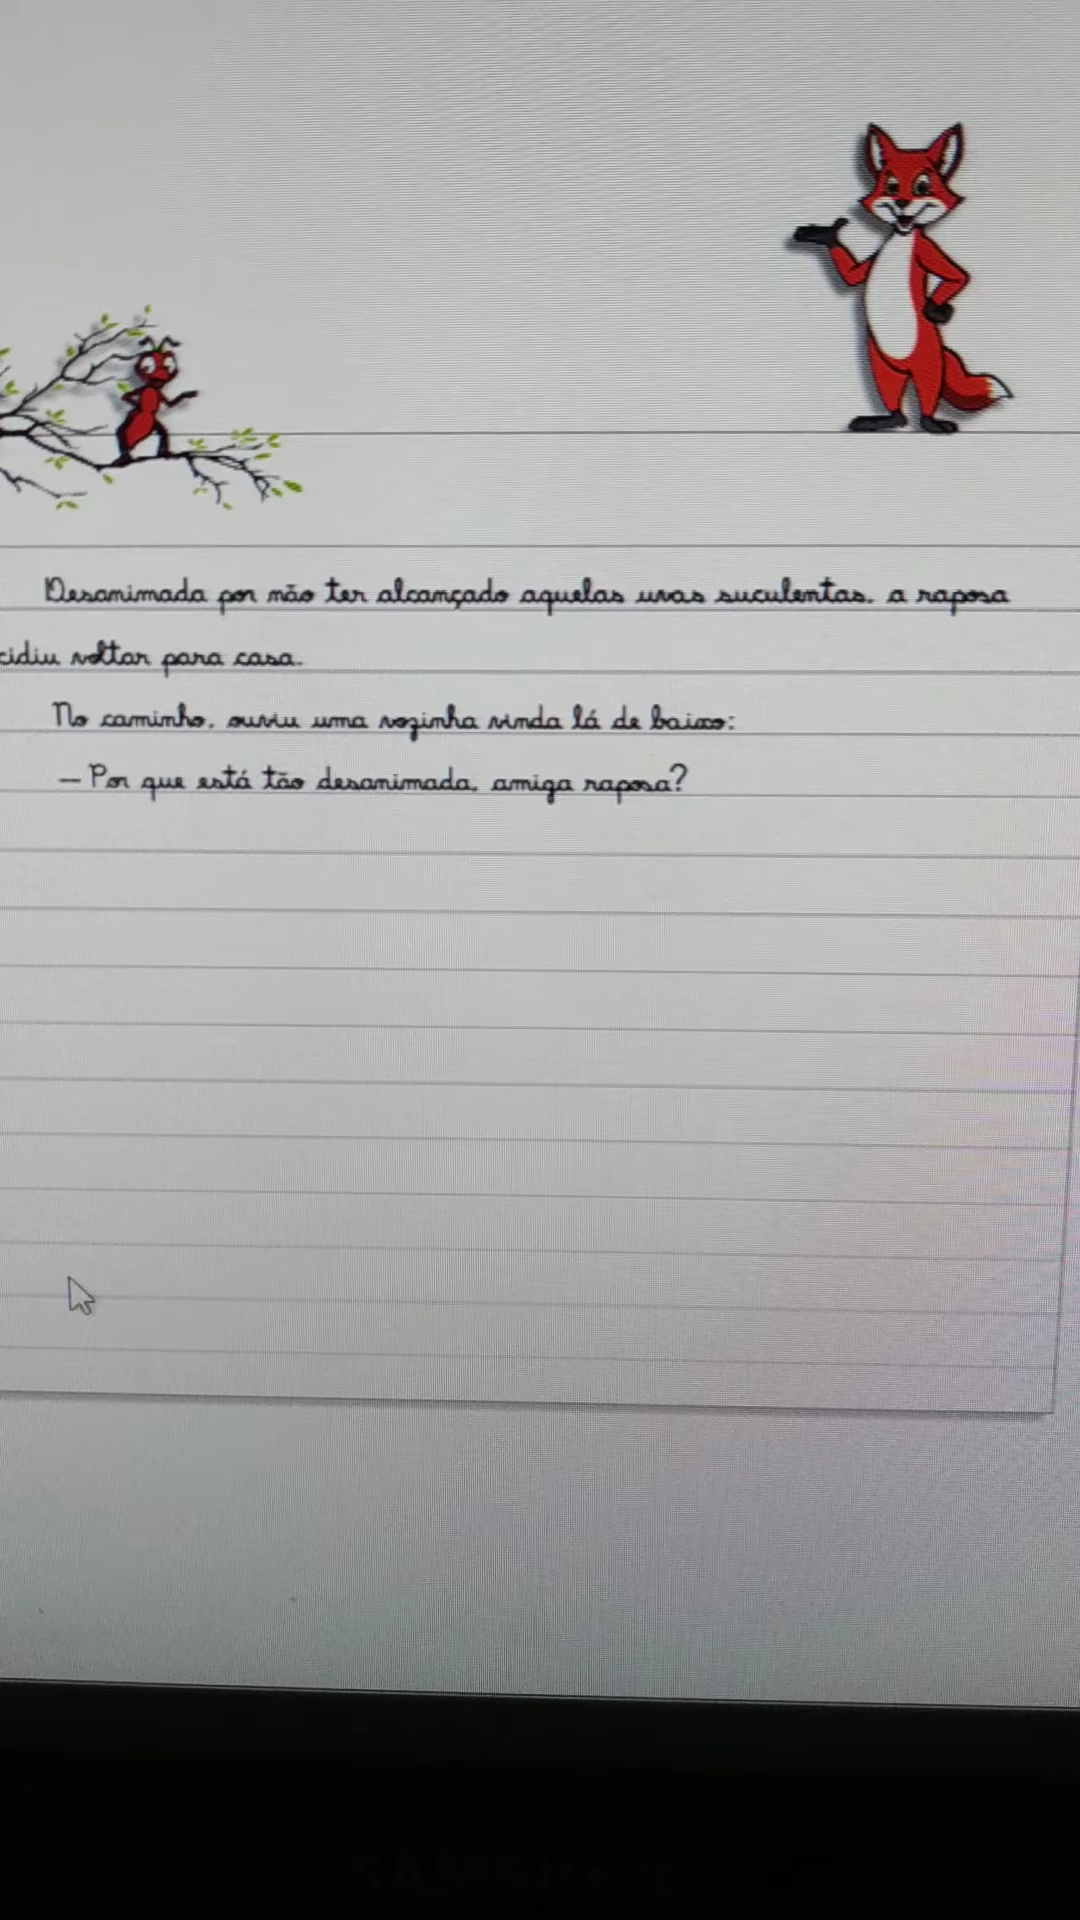 Desanimada por não ter alcançado aquelas uvas suculentas, a raposa
cidiu voltar para casa.
No caminho, ouviu uma vozinha vinda lá de baixo:
— Por que está tão desanimada, amiga raposa?